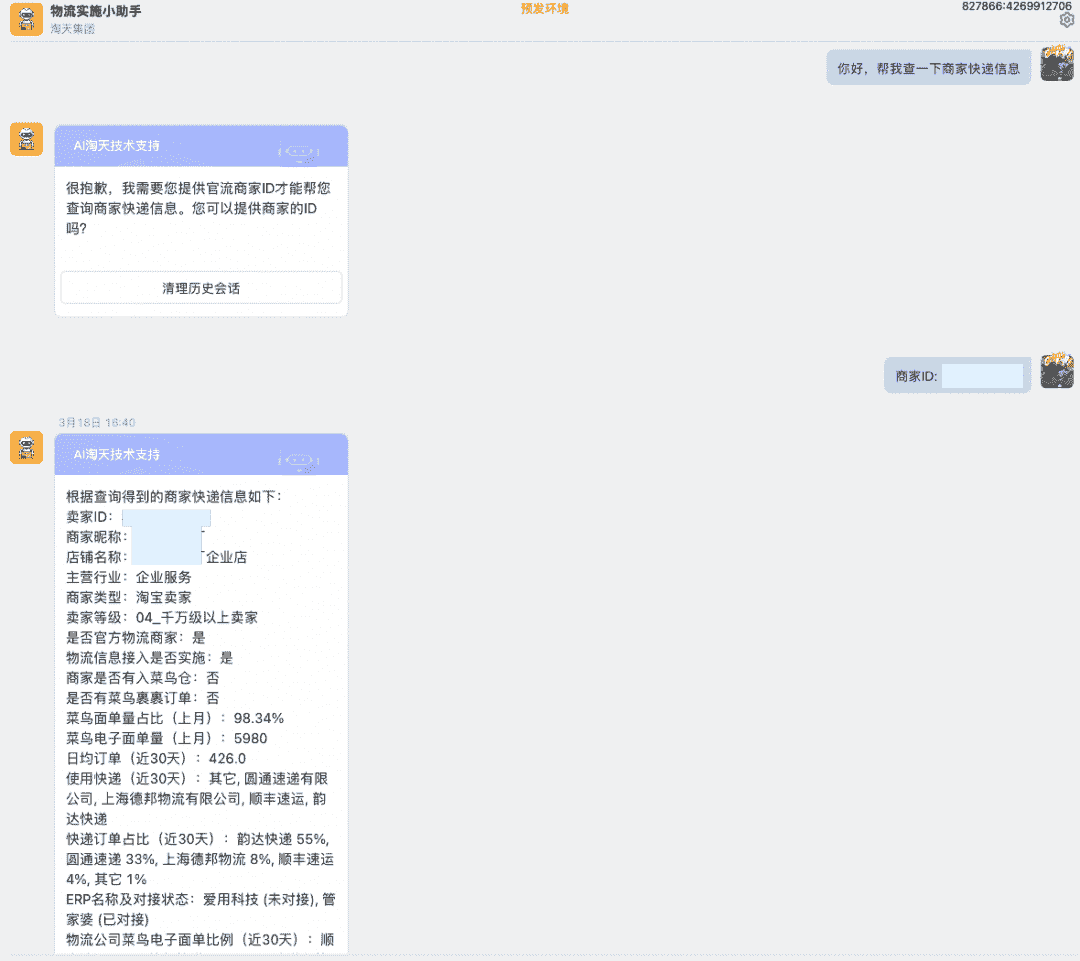 物流实施小助手
淘天集团
预发环境
827866:4269912706
你好，帮我查一下商家快递信息
AI淘天技术支持
很抱歉，我需要您提供官流商家ID才能帮您
查询商家快递信息。您可以提供商家的ID
吗?
清理历史会话
商家ID:
3月18日 16:40
AI淘天技术支持
根据查询得到的商家快递信息如下：
卖家ID：
商家昵称：
店铺名称：企业店
主营行业：企业服务
商家类型：淘宝卖家
卖家等级：04_千万级以上卖家
是否官方物流商家：是
物流信息接入是否实施：是
商家是否有入菜鸟仓：否
是否有菜鸟裹裹订单：否
菜鸟面单量占比（上月）：98.34%
菜鸟电子面单量（上月）：5980
日均订单（近30天）：426.0
使用快递（近30天）：其它, 圆通速递有限
公司, 上海德邦物流有限公司, 顺丰速运, 韵
达快递
快递订单占比（近30天）：韵达快递 55%,
圆通速递 33%, 上海德邦物流 8%, 顺丰速运
4%, 其它 1%
ERP名称及对接状态：爱用科技 (未对接), 管
家婆 (已对接)
物流公司菜鸟电子面单比例（近30天）：顺